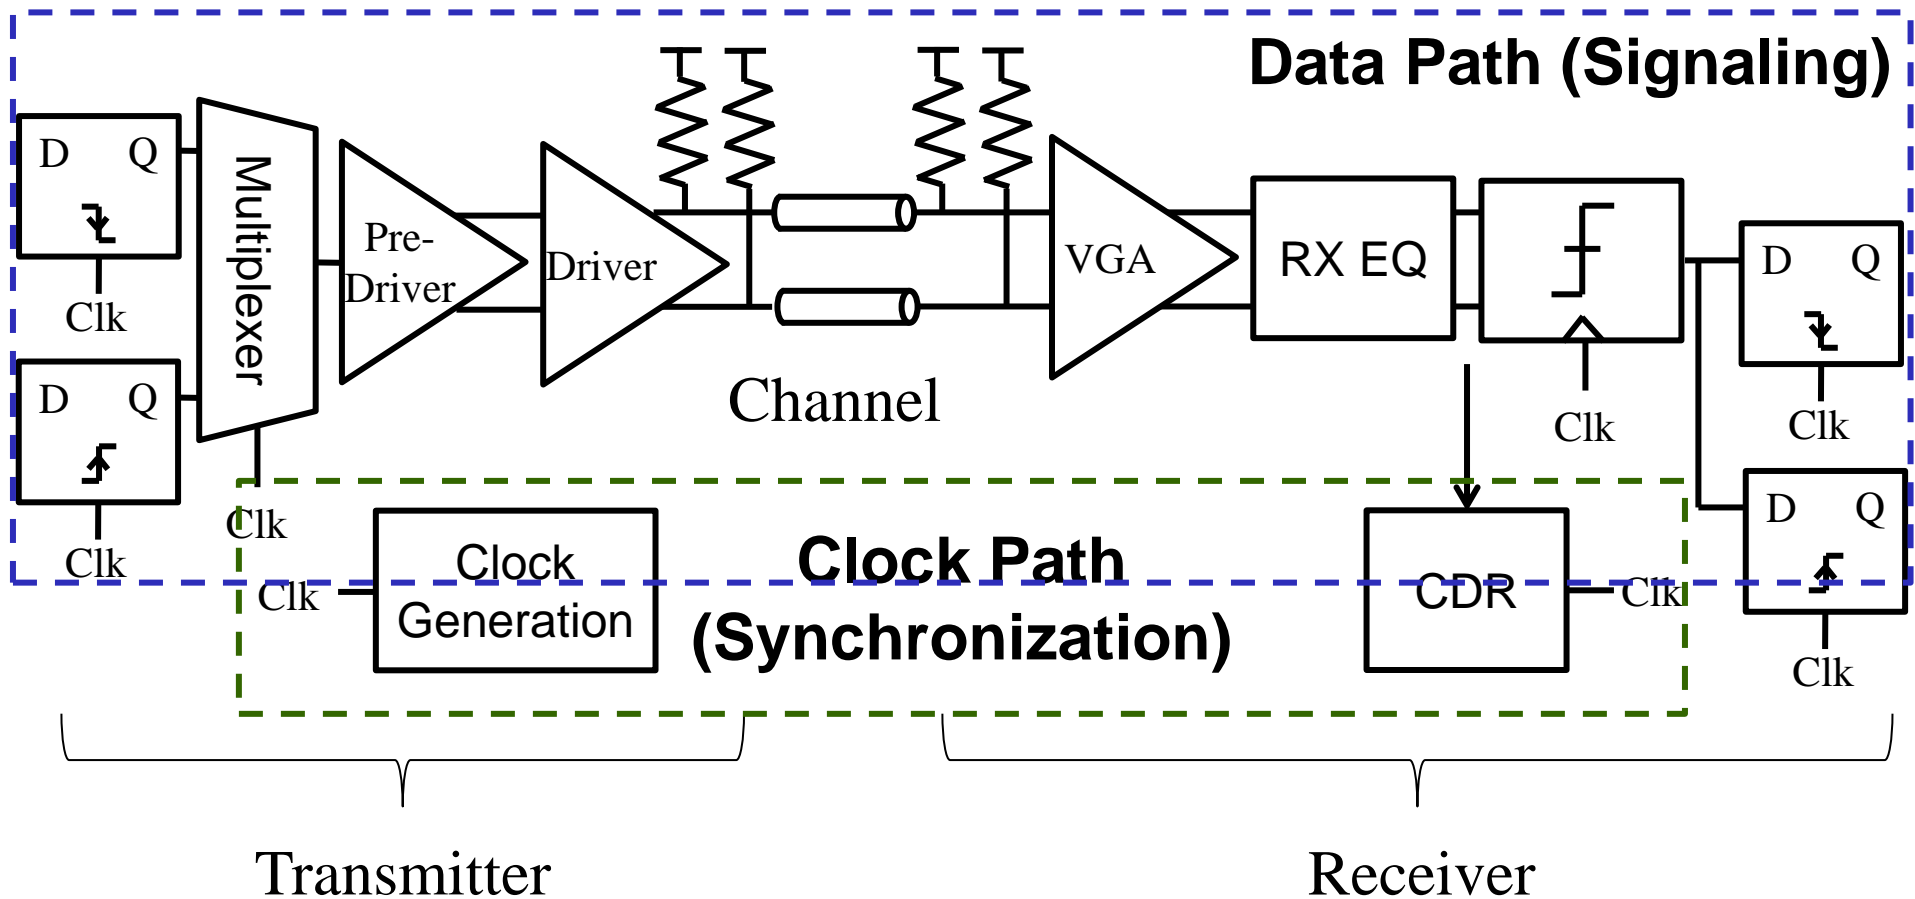 Data Path (Signaling)
D Q
Clk
D Q
Clk
Multiplexer
Clk
Pre-
Driver
Driver
Channel
VGA
RX EQ
Clk
D Q
Clk
D Q
Clk
Clk
Clock
Generation
Clock Path
(Synchronization)
CDR
Clk
Transmitter
Receiver